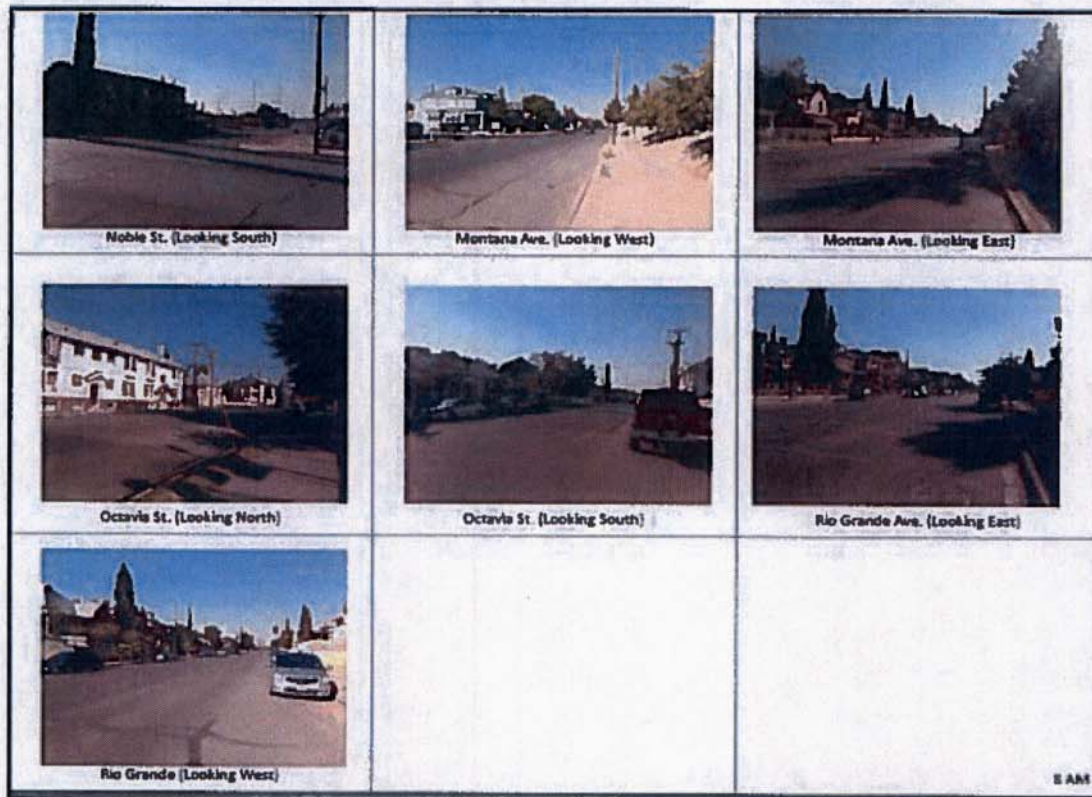 Noble St. (Looking South)
Montana Ave. (Looking West)
Montana Ave. (Looking East)
Octavia St. (Looking North)
Octavia St. (Looking South)
Rio Grande Ave. (Looking East)
Rio Grande (Looking West)
8 AM